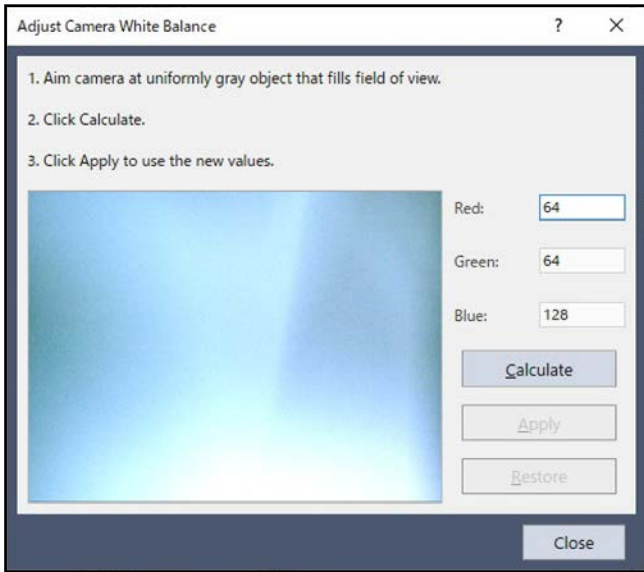 Adjust Camera White Balance ? ×
1. Aim camera at uniformly gray object that fills field of view.
2. Click Calculate.
3. Click Apply to use the new values.
Red: 64
Green: 64
Blue: 128
Calculate
Apply
Restore
Close